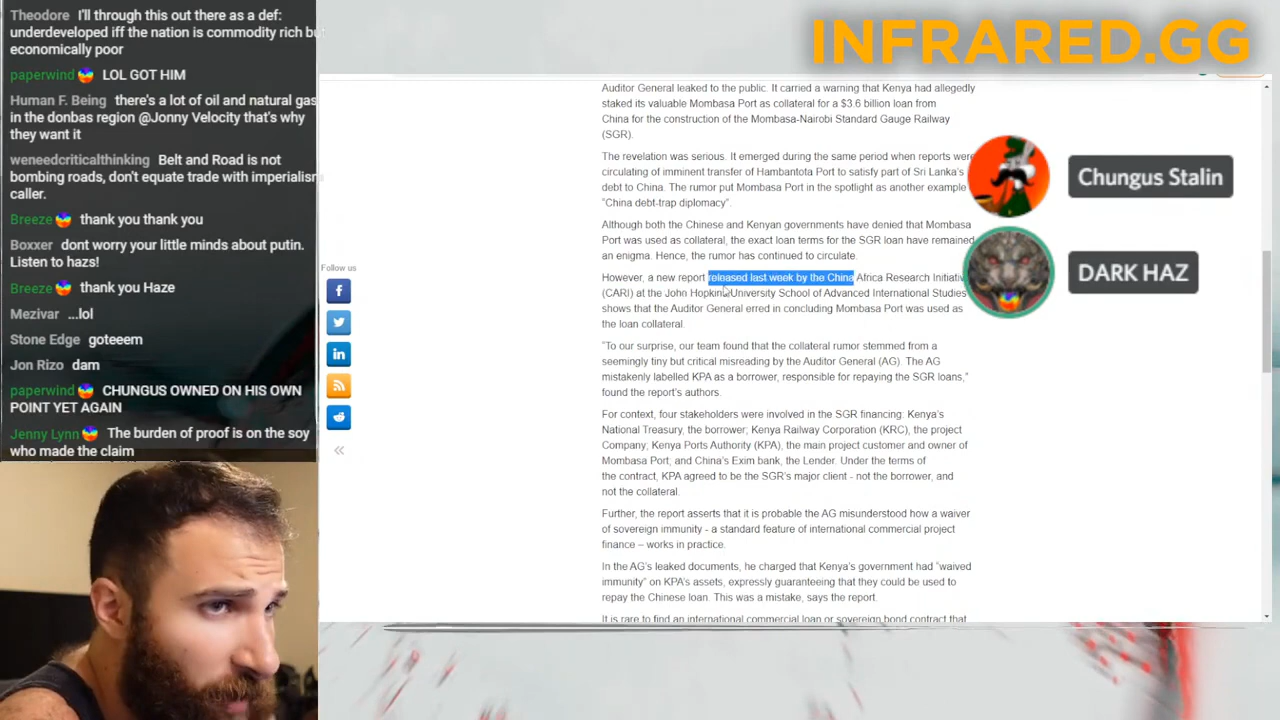 Theodore I'll through this out there as a def:
underdeveloped iff the nation is commodity rich but
economically poor
paperwind LOL GOT HIM
Human F. Being there's a lot of oil and natural gas
in the donbas region @Jonny Velocity that's why
they want it
weneedcriticalthinking Belt and Road is not
bombing roads, don't equate trade with imperialism
caller.
Breeze thank you thank you
Boxxer dont worry your little minds about putin.
Listen to hazs!
Breeze thank you Haze
Mezivar ...lol
Stone Edge goteeem
Jon Rizo dam
paperwind CHUNGUS OWNED ON HIS OWN
POINT YET AGAIN
Jenny Lynn The burden of proof is on the soy
who made the claim
INFRARED.GG
Follow us
Auditor General leaked to the public. It carried a warning that Kenya had allegedly
staked its valuable Mombasa Port as collateral for a $3.6 billion loan from
China for the construction of the Mombasa-Nairobi Standard Gauge Railway
(SGR).
The revelation was serious. It emerged during the same period when reports were
circulating of imminent transfer of Hambantota Port to satisfy part of Sri Lanka's
debt to China. The rumor put Mombasa Port in the spotlight as another example
"China debt-trap diplomacy".
Although both the Chinese and Kenyan governments have denied that Mombasa
Port was used as collateral, the exact loan terms for the SGR loan have remained
an enigma. Hence, the rumor has continued to circulate.
However, a new report released last week by the China Africa Research Initiativ
(CARI) at the John Hopkins University School of Advanced International Studies
shows that the Auditor General erred in concluding Mombasa Port was used as
the loan collateral.
"To our surprise, our team found that the collateral rumor stemmed from a
seemingly tiny but critical misreading by the Auditor General (AG). The AG
mistakenly labelled KPA as a borrower, responsible for repaying the SGR loans,"
found the report's authors.
For context, four stakeholders were involved in the SGR financing: Kenya's
National Treasury, the borrower; Kenya Railway Corporation (KRC), the project
Company; Kenya Ports Authority (KPA), the main project customer and owner of
Mombasa Port; and China's Exim bank, the Lender. Under the terms of
the contract, KPA agreed to be the SGR's major client - not the borrower, and
not the collateral.
Further, the report asserts that it is probable the AG misunderstood how a waiver
of sovereign immunity - a standard feature of international commercial project
finance – works in practice.
In the AG's leaked documents, he charged that Kenya's government had "waived
immunity" on KPA's assets, expressly guaranteeing that they could be used to
repay the Chinese loan. This was a mistake, says the report.
It is rare to find an international commercial loan or sovereign bond contract that
Chungus Stalin
DARK HAZ